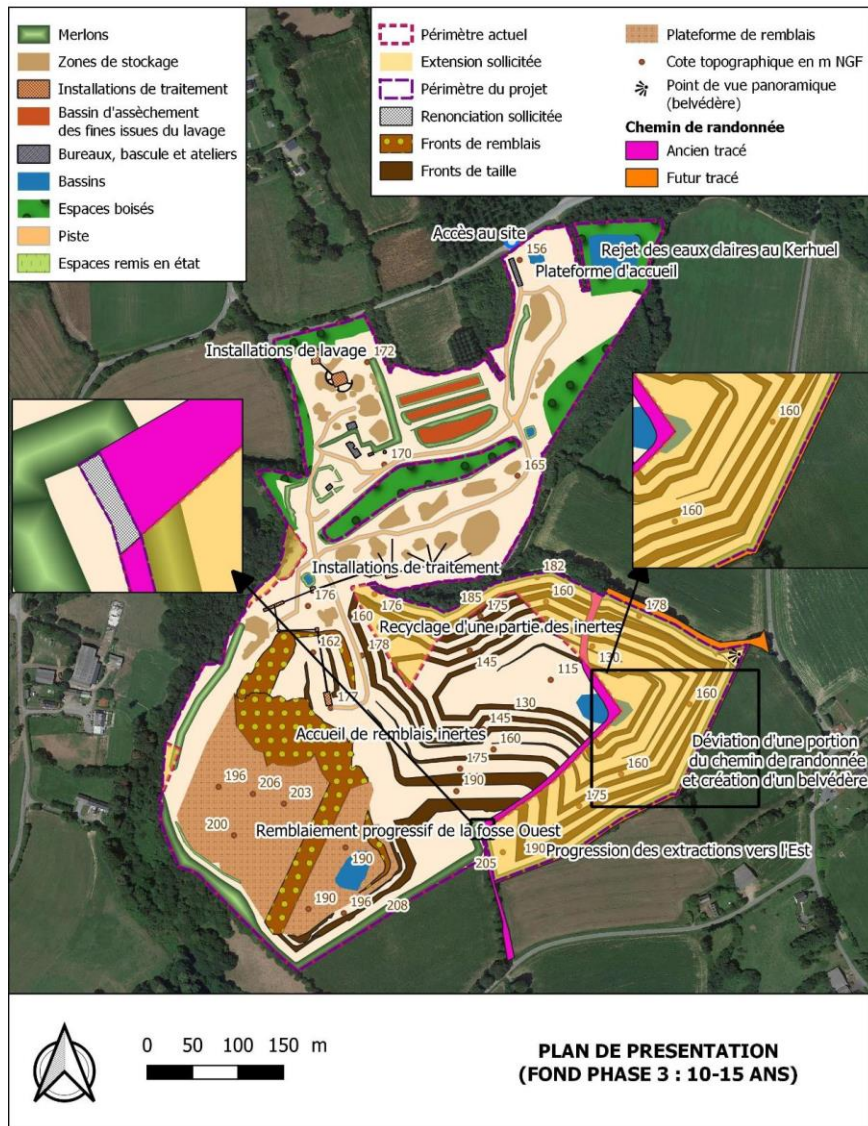 Merlons
Zones de stockage
Installations de traitement
Bassin d'assèchement
des fines issues du lavage
Bureaux, bascule et ateliers
Bassins
Espaces boisés
Piste
Espaces remis en état
Périmètre actuel
Extension sollicitée
Périmètre du projet
Renonciation sollicitée
Fronts de remblais
Fronts de taille
Plateforme de remblais
Cote topographique en m NGF
Point de vue panoramique
(belvédère)
Chemin de randonnée
Ancien tracé
Futur tracé
Accès au site
156
Rejet des eaux claires au Kerhuel
Plateforme d'accueil
Installations de lavage
172
170
165
160
160
Installations de traitement
176
182
176
185
175
160
178
160
Recyclage d'une partie des inertes
178
162
145
115
130
160
177
130
145
Accueil de remblais inertes
160
175
190
160
175
Déviation d'une portion
du chemin de randonnée
et création d'un belvédère
196
206
203
200
Remblaiement progressif de la fosse Ouest
190
205
190
Progression des extractions vers l'Est
190
196
208
0 50 100 150 m
PLAN DE PRESENTATION
(FOND PHASE 3 : 10-15 ANS)